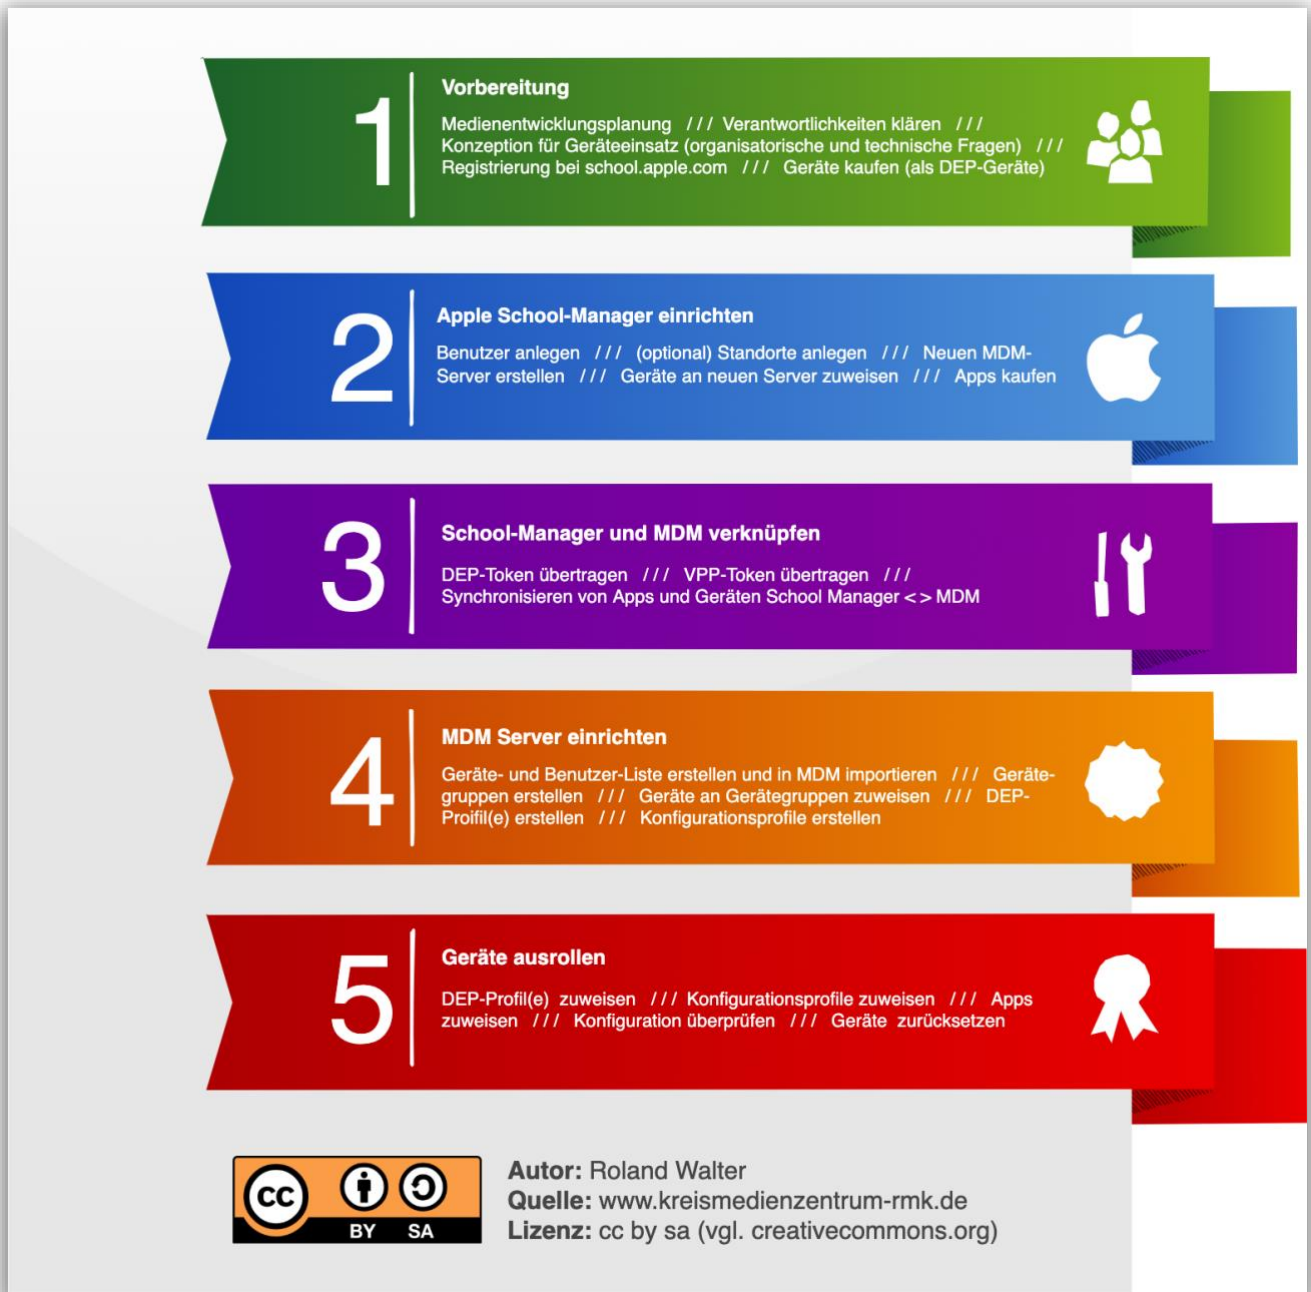 1
Vorbereitung
Medienentwicklungsplanung /// Verantwortlichkeiten klären ///
Konzeption für Geräteeinsatz (organisatorische und technische Fragen) ///
Registrierung bei school.apple.com /// Geräte kaufen (als DEP-Geräte)
2
Apple School-Manager einrichten
Benutzer anlegen /// (optional) Standorte anlegen /// Neuen MDM-
Server erstellen /// Geräte an neuen Server zuweisen /// Apps kaufen
3
School-Manager und MDM verknüpfen
DEP-Token übertragen /// VPP-Token übertragen ///
Synchronisieren von Apps und Geräten School Manager <> MDM
4
MDM Server einrichten
Geräte- und Benutzer-Liste erstellen und in MDM importieren /// Geräte-
gruppen erstellen /// Geräte an Gerätegruppen zuweisen /// DEP-
Proifil(e) erstellen /// Konfigurationsprofile erstellen
5
Geräte ausrollen
DEP-Profil(e) zuweisen /// Konfigurationsprofile zuweisen /// Apps
zuweisen /// Konfiguration überprüfen /// Geräte zurücksetzen
cc
BY SA
Autor: Roland Walter
Quelle: www.kreismedienzentrum-rmk.de
Lizenz: cc by sa (vgl. creativecommons.org)